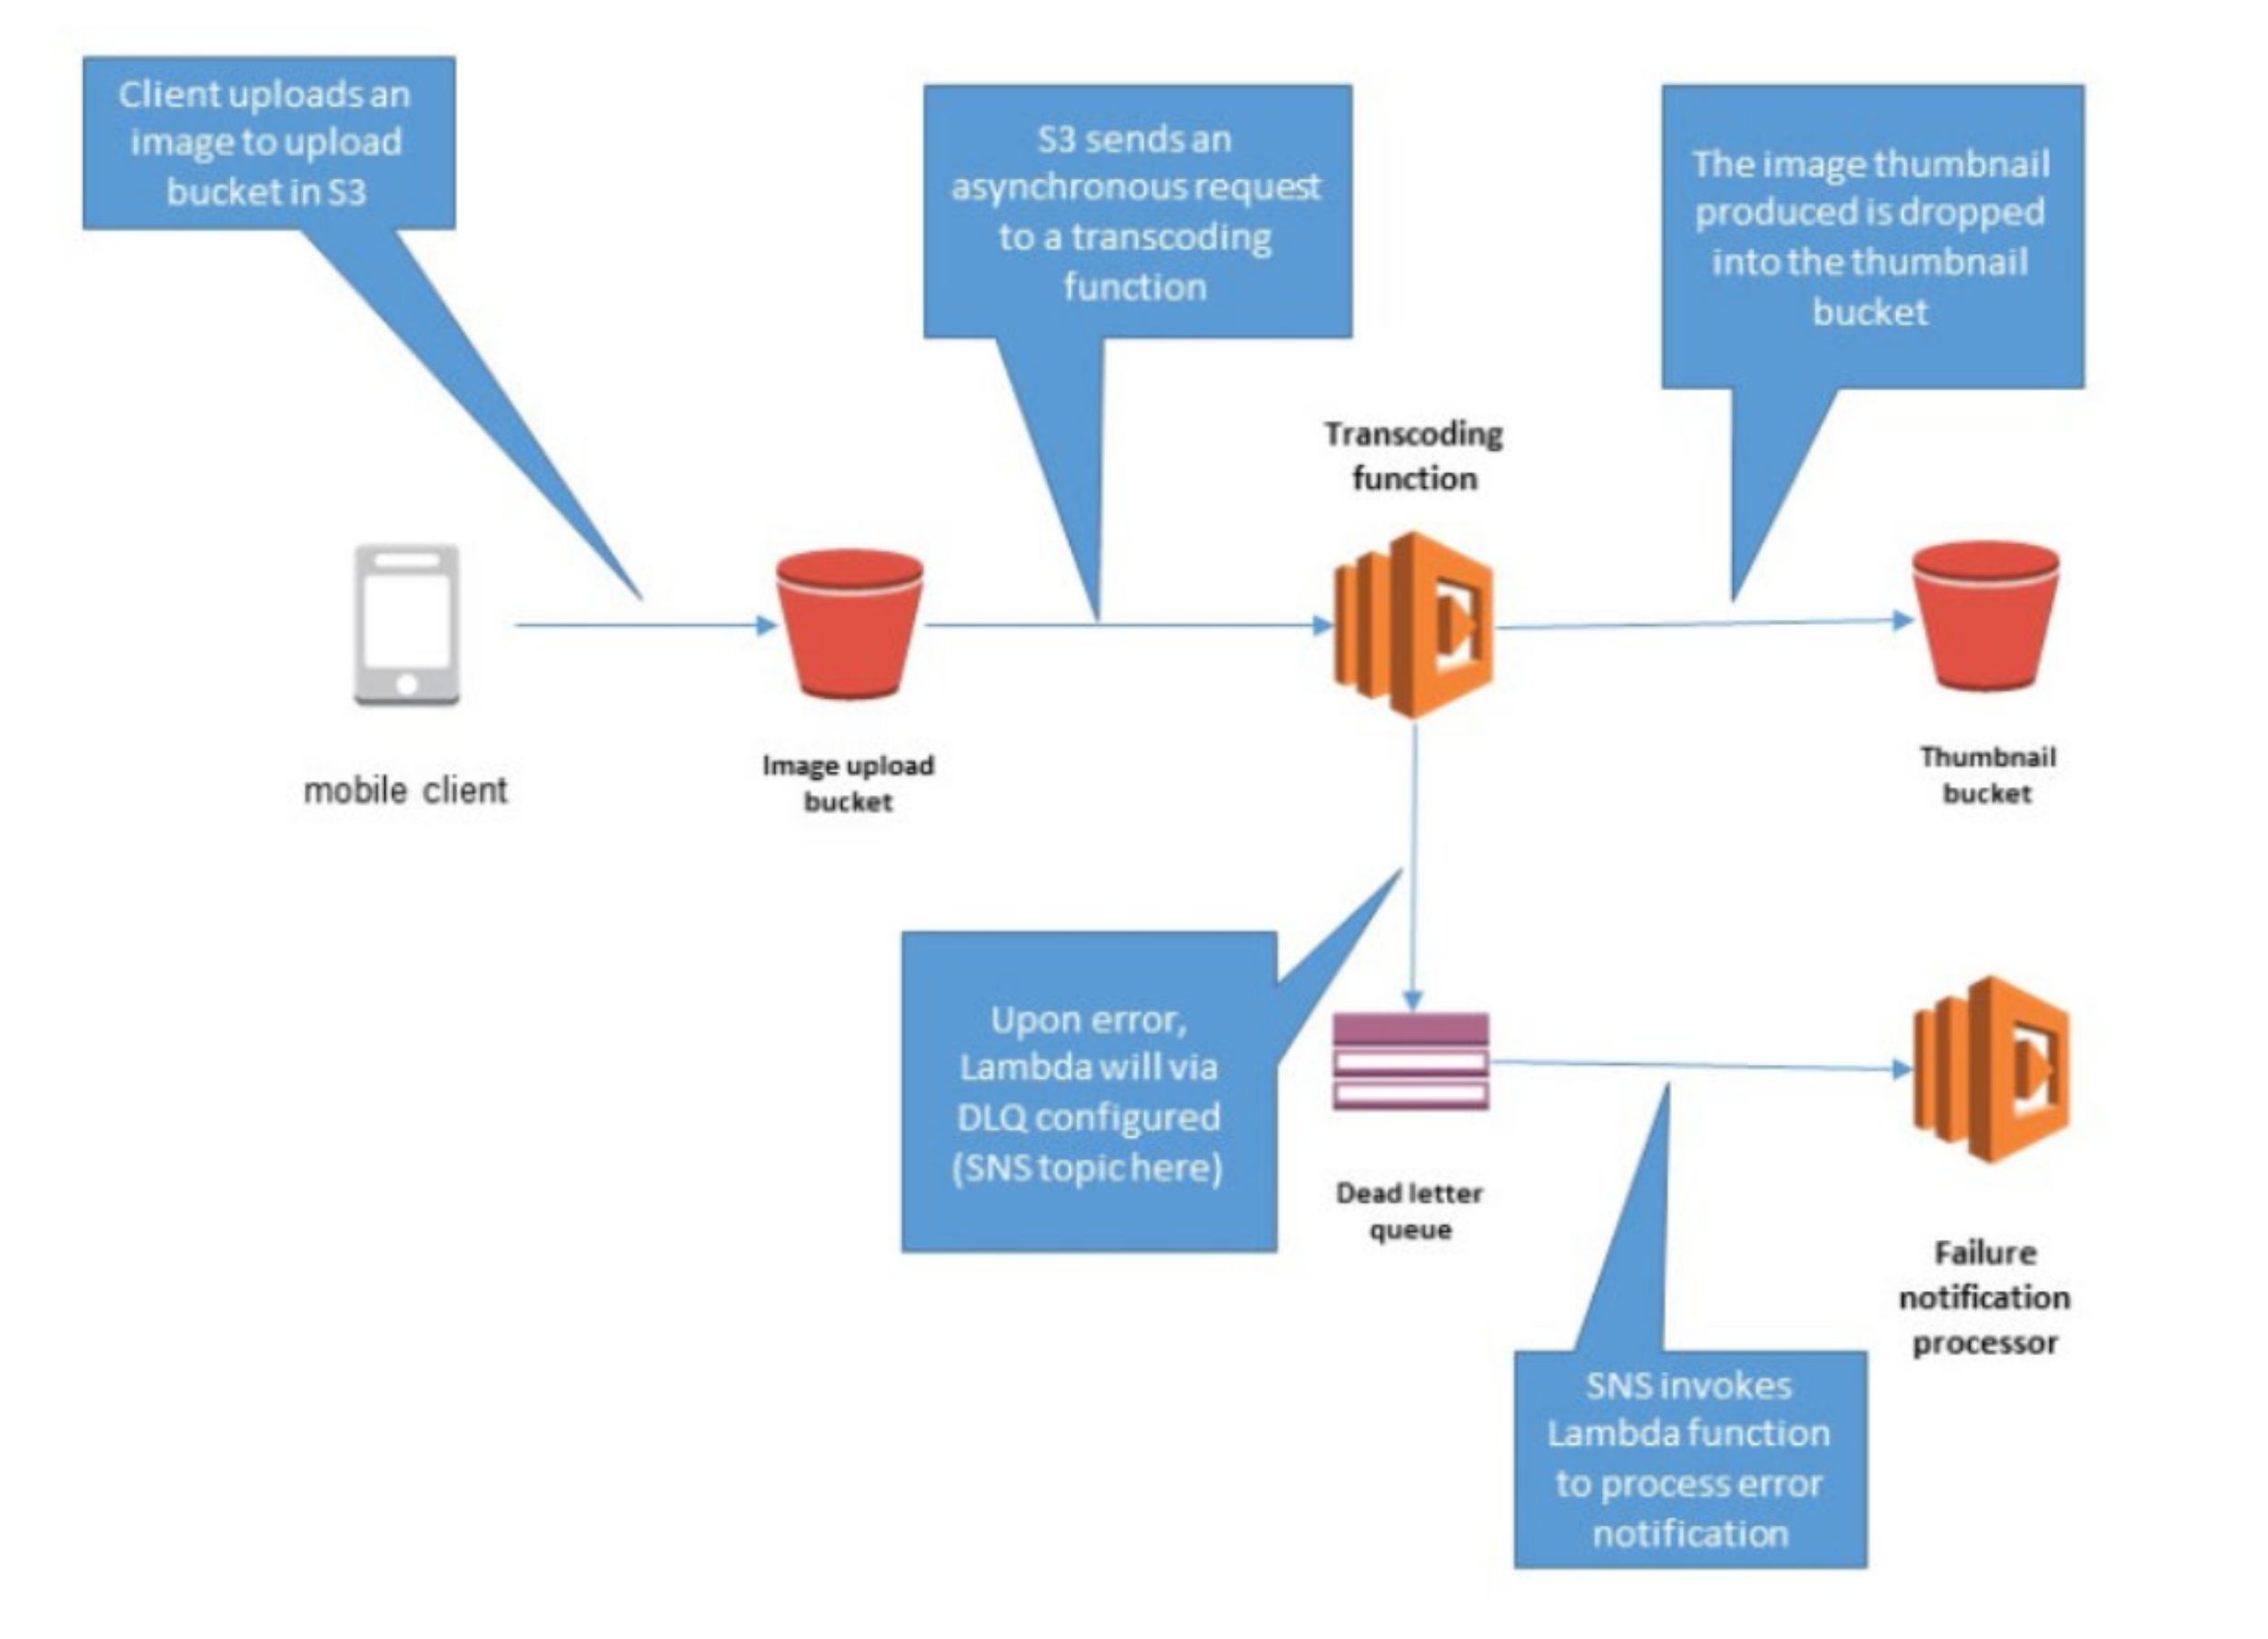 Client uploads an
image to upload
bucket in S3
S3 sends an
asynchronous request
to a transcoding
function
The image thumbnail
produced is dropped
into the thumbnail
bucket
Transcoding
function
mobile client
Image upload
bucket
Thumbnail
bucket
Upon error,
Lambda will via
DLQ configured
(SNS topic here)
Dead letter
queue
Failure
notification
processor
SNS invokes
Lambda function
to process error
notification